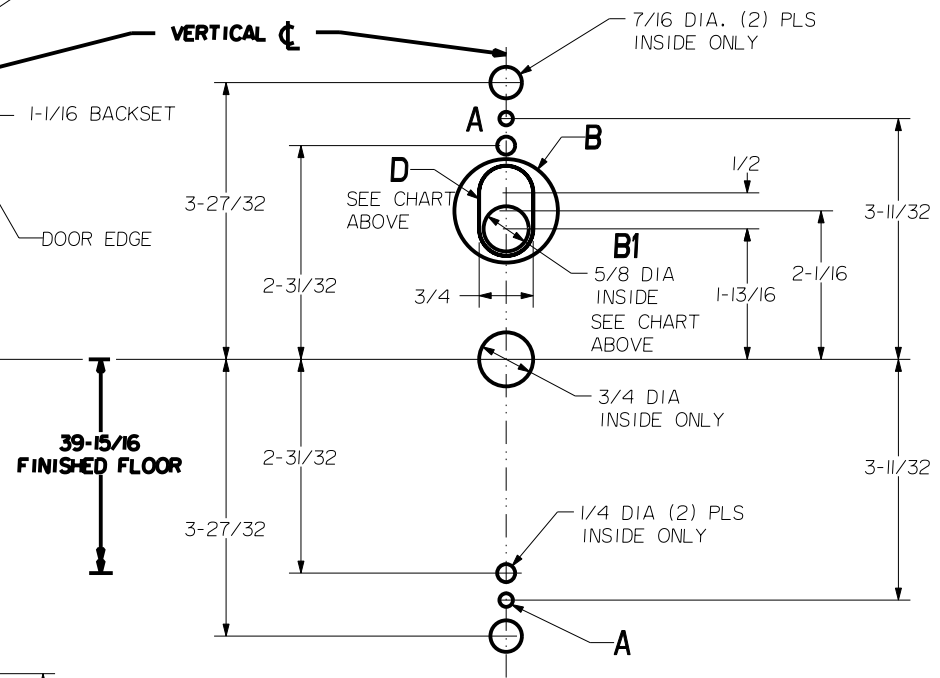 VERTICAL ℄
7/16 DIA. (2) PLS
INSIDE ONLY
1-1/16 BACKSET
A
B
D
SEE CHART
ABOVE
1/2
3-27/32
3-11/32
DOOR EDGE
B1
5/8 DIA
INSIDE
SEE CHART
ABOVE
2-31/32
3/4
1-13/16
2-1/16
3/4 DIA
INSIDE ONLY
39-15/16
FINISHED FLOOR
2-31/32
3-11/32
1/4 DIA (2) PLS
INSIDE ONLY
3-27/32
A